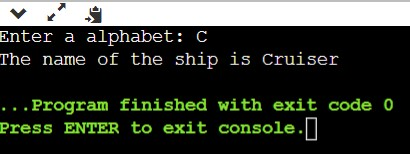 Enter a alphabet: C
The name of the ship is Cruiser
...Program finished with exit code 0
Press ENTER to exit console.